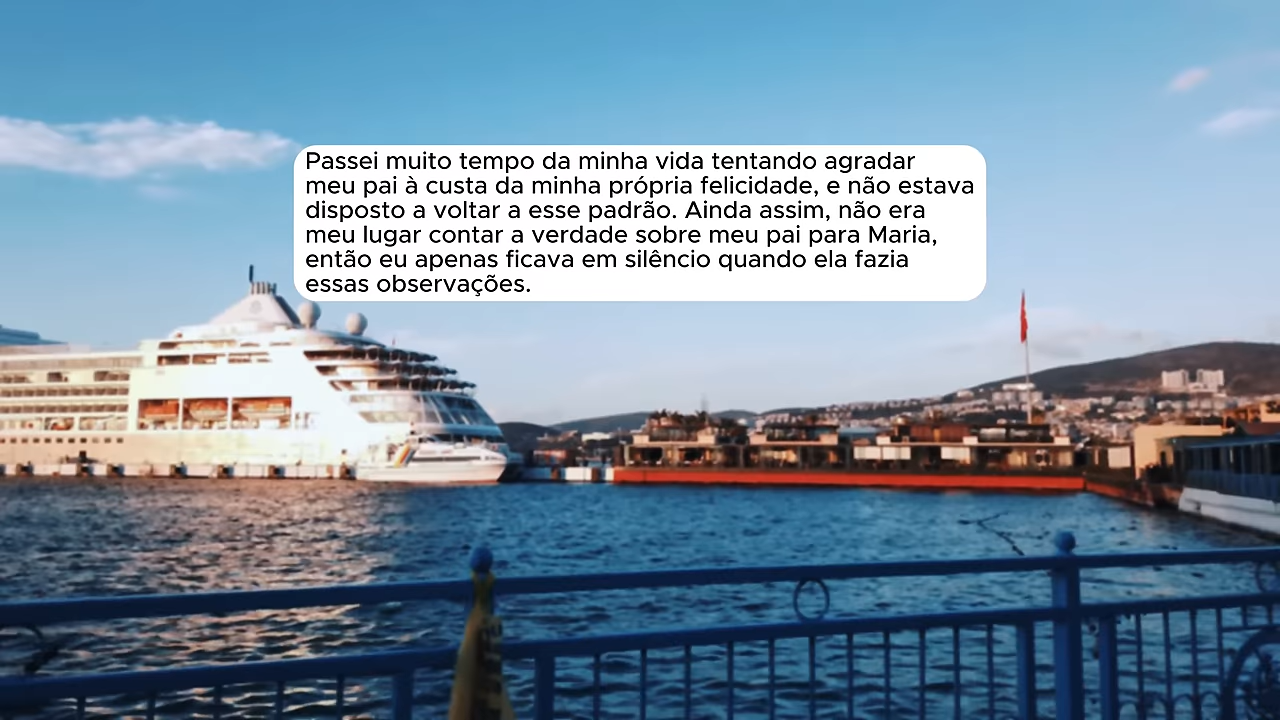 Passei muito tempo da minha vida tentando agradar
meu pai à custa da minha própria felicidade, e não estava
disposto a voltar a esse padrão. Ainda assim, não era
meu lugar contar a verdade sobre meu pai para Maria,
então eu apenas ficava em silêncio quando ela fazia
essas observações.